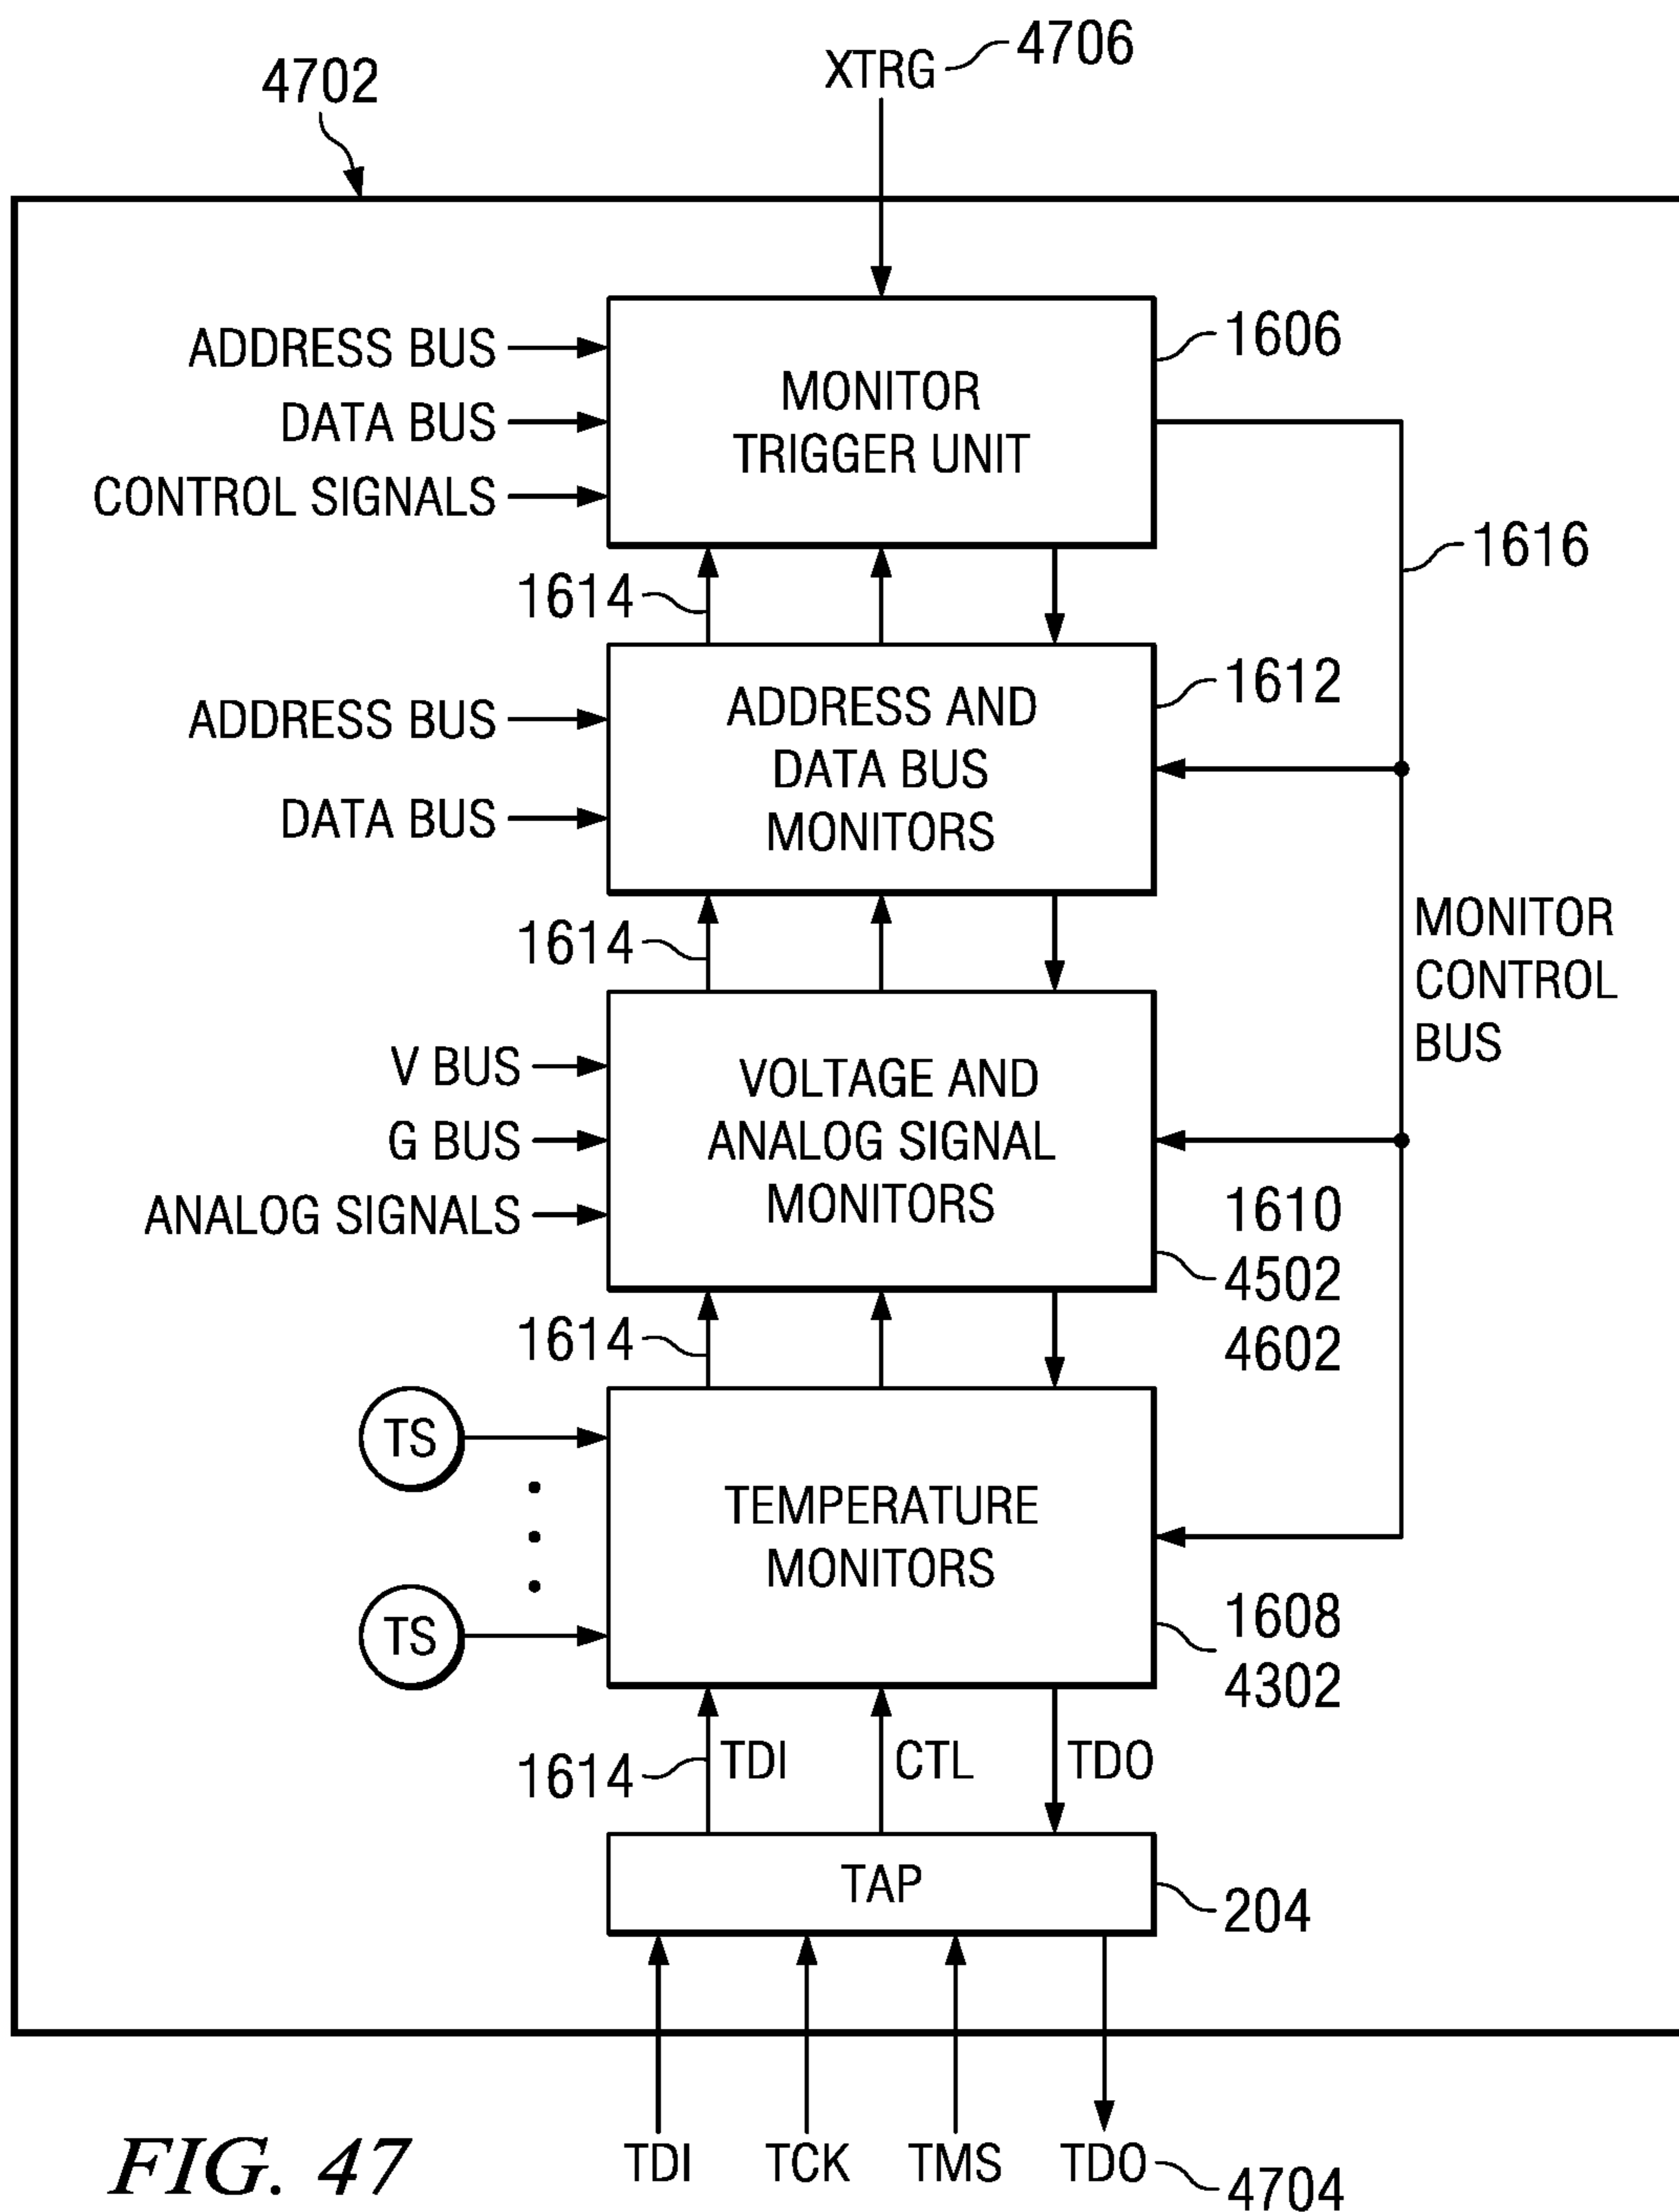 XTRG 4706
4702
ADDRESS BUS
DATA BUS
CONTROL SIGNALS
MONITOR
TRIGGER UNIT
1606
1614
1616
ADDRESS BUS
DATA BUS
ADDRESS AND
DATA BUS
MONITORS
1612
1614
MONITOR
CONTROL
BUS
V BUS
G BUS
ANALOG SIGNALS
VOLTAGE AND
ANALOG SIGNAL
MONITORS
1610
4502
4602
1614
TS
TS
TEMPERATURE
MONITORS
1608
4302
1614 TDI CTL TDO
TAP
204
TDI TCK TMS TDO 4704
FIG. 47